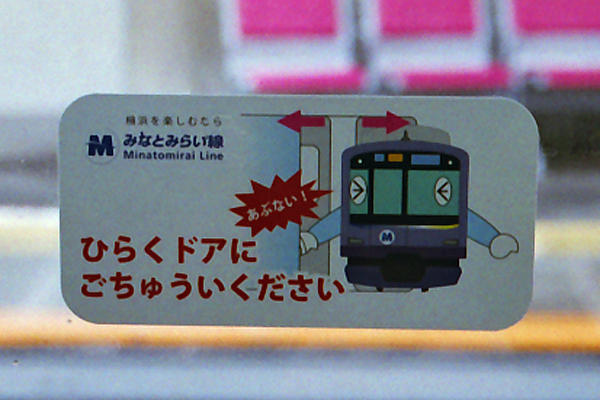 横浜を楽しむなら
みなとみらい線
Minatomirai Line
あぶない!
ひらくドアに
ごちゅういください